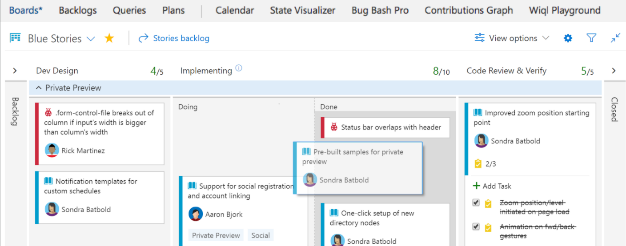 Boards* Backlogs Queries Plans Calendar State Visualizer Bug Bash Pro Contributions Graph Wiql Playground
Blue Stories Stories backlog View options
Dev Design 4/5 Implementing 8/10 Code Review & Verify 5/5
Backlog
Private Preview
Closed
.form-control-file breaks out of
column if input's width is bigger
than column's width
Rick Martinez
Notification templates for
custom schedules
Sondra Batbold
Doing
Support for social registration
and account linking
Aaron Bjork
Private Preview Social
Done
Status bar overlaps with header
Pre-built samples for private
preview
Sondra Batbold
One-click setup of new
directory nodes
Sondra Batbold
Improved zoom position starting
point
Sondra Batbold
2/3
Add Task
Zoom position/level
initiated on page load
Animation on fwd/back
gestures